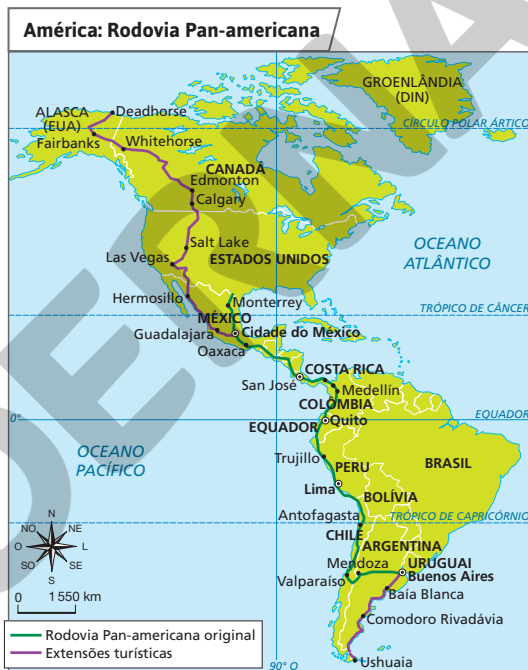 América: Rodovia Pan-americana
GROENLÂNDIA
(DIN)
ALASCA
(EUA)
Deadhorse
CÍRCULO POLAR ÁRTICO
Fairbanks
Whitehorse
CANADÁ
Edmonton
Calgary
Salt Lake
OCEANO
ATLÂNTICO
Las Vegas
ESTADOS UNIDOS
Hermosillo
Monterrey
TRÓPICO DE CÂNCER
MÉXICO
Guadalajara
Cidade do México
Oaxaca
COSTA RICA
San José
Medellín
COLÔMBIA
0°
EQUADOR
Quito
EQUADOR
OCEANO
PACÍFICO
Trujillo
PERU
BRASIL
Lima
BOLÍVIA
Antofagasta
TRÓPICO DE CAPRICÓRNIO
CHILE
ARGENTINA
Mendoza
URUGUAI
Valparaíso
Buenos Aires
Baía Blanca
Comodoro Rivadávia
Ushuaia
N
NO
NE
O
L
SO
SE
S
0
1 550 km
Rodovia Pan-americana original
Extensões turísticas
90° O